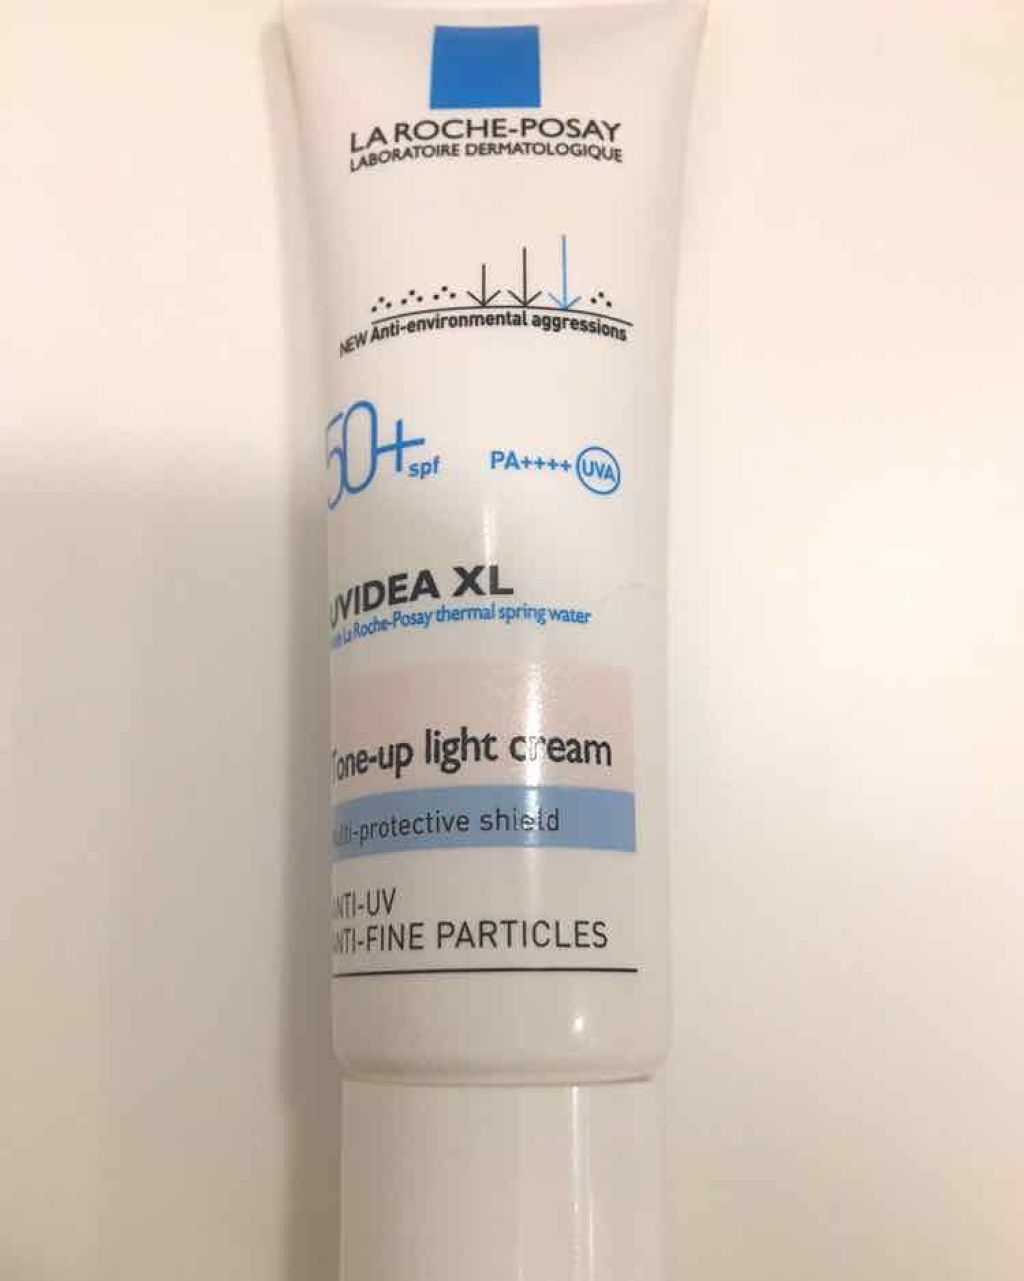 LA ROCHE-POSAY
LABORATOIRE DERMATOLOGIQUE
NEW Anti-environmental aggressions
50+ spf PA++++ UVA
UVIDEA XL
La Roche-Posay thermal spring water
Tone-up light cream
-protective shield
ANTI-UV
ANTI-FINE PARTICLES